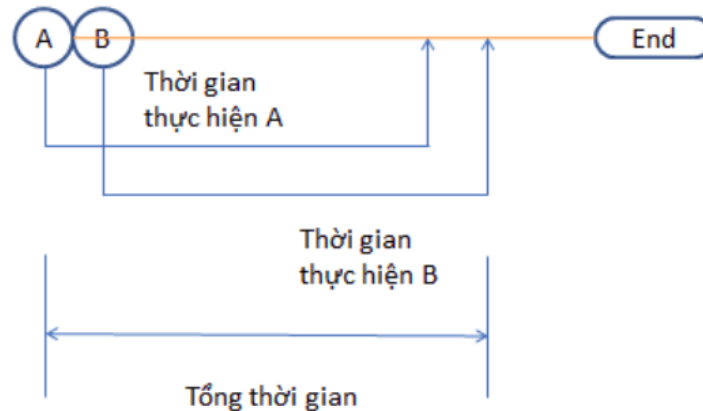 A
B
End
Thời gian
thực hiện A
Thời gian
thực hiện B
Tổng thời gian